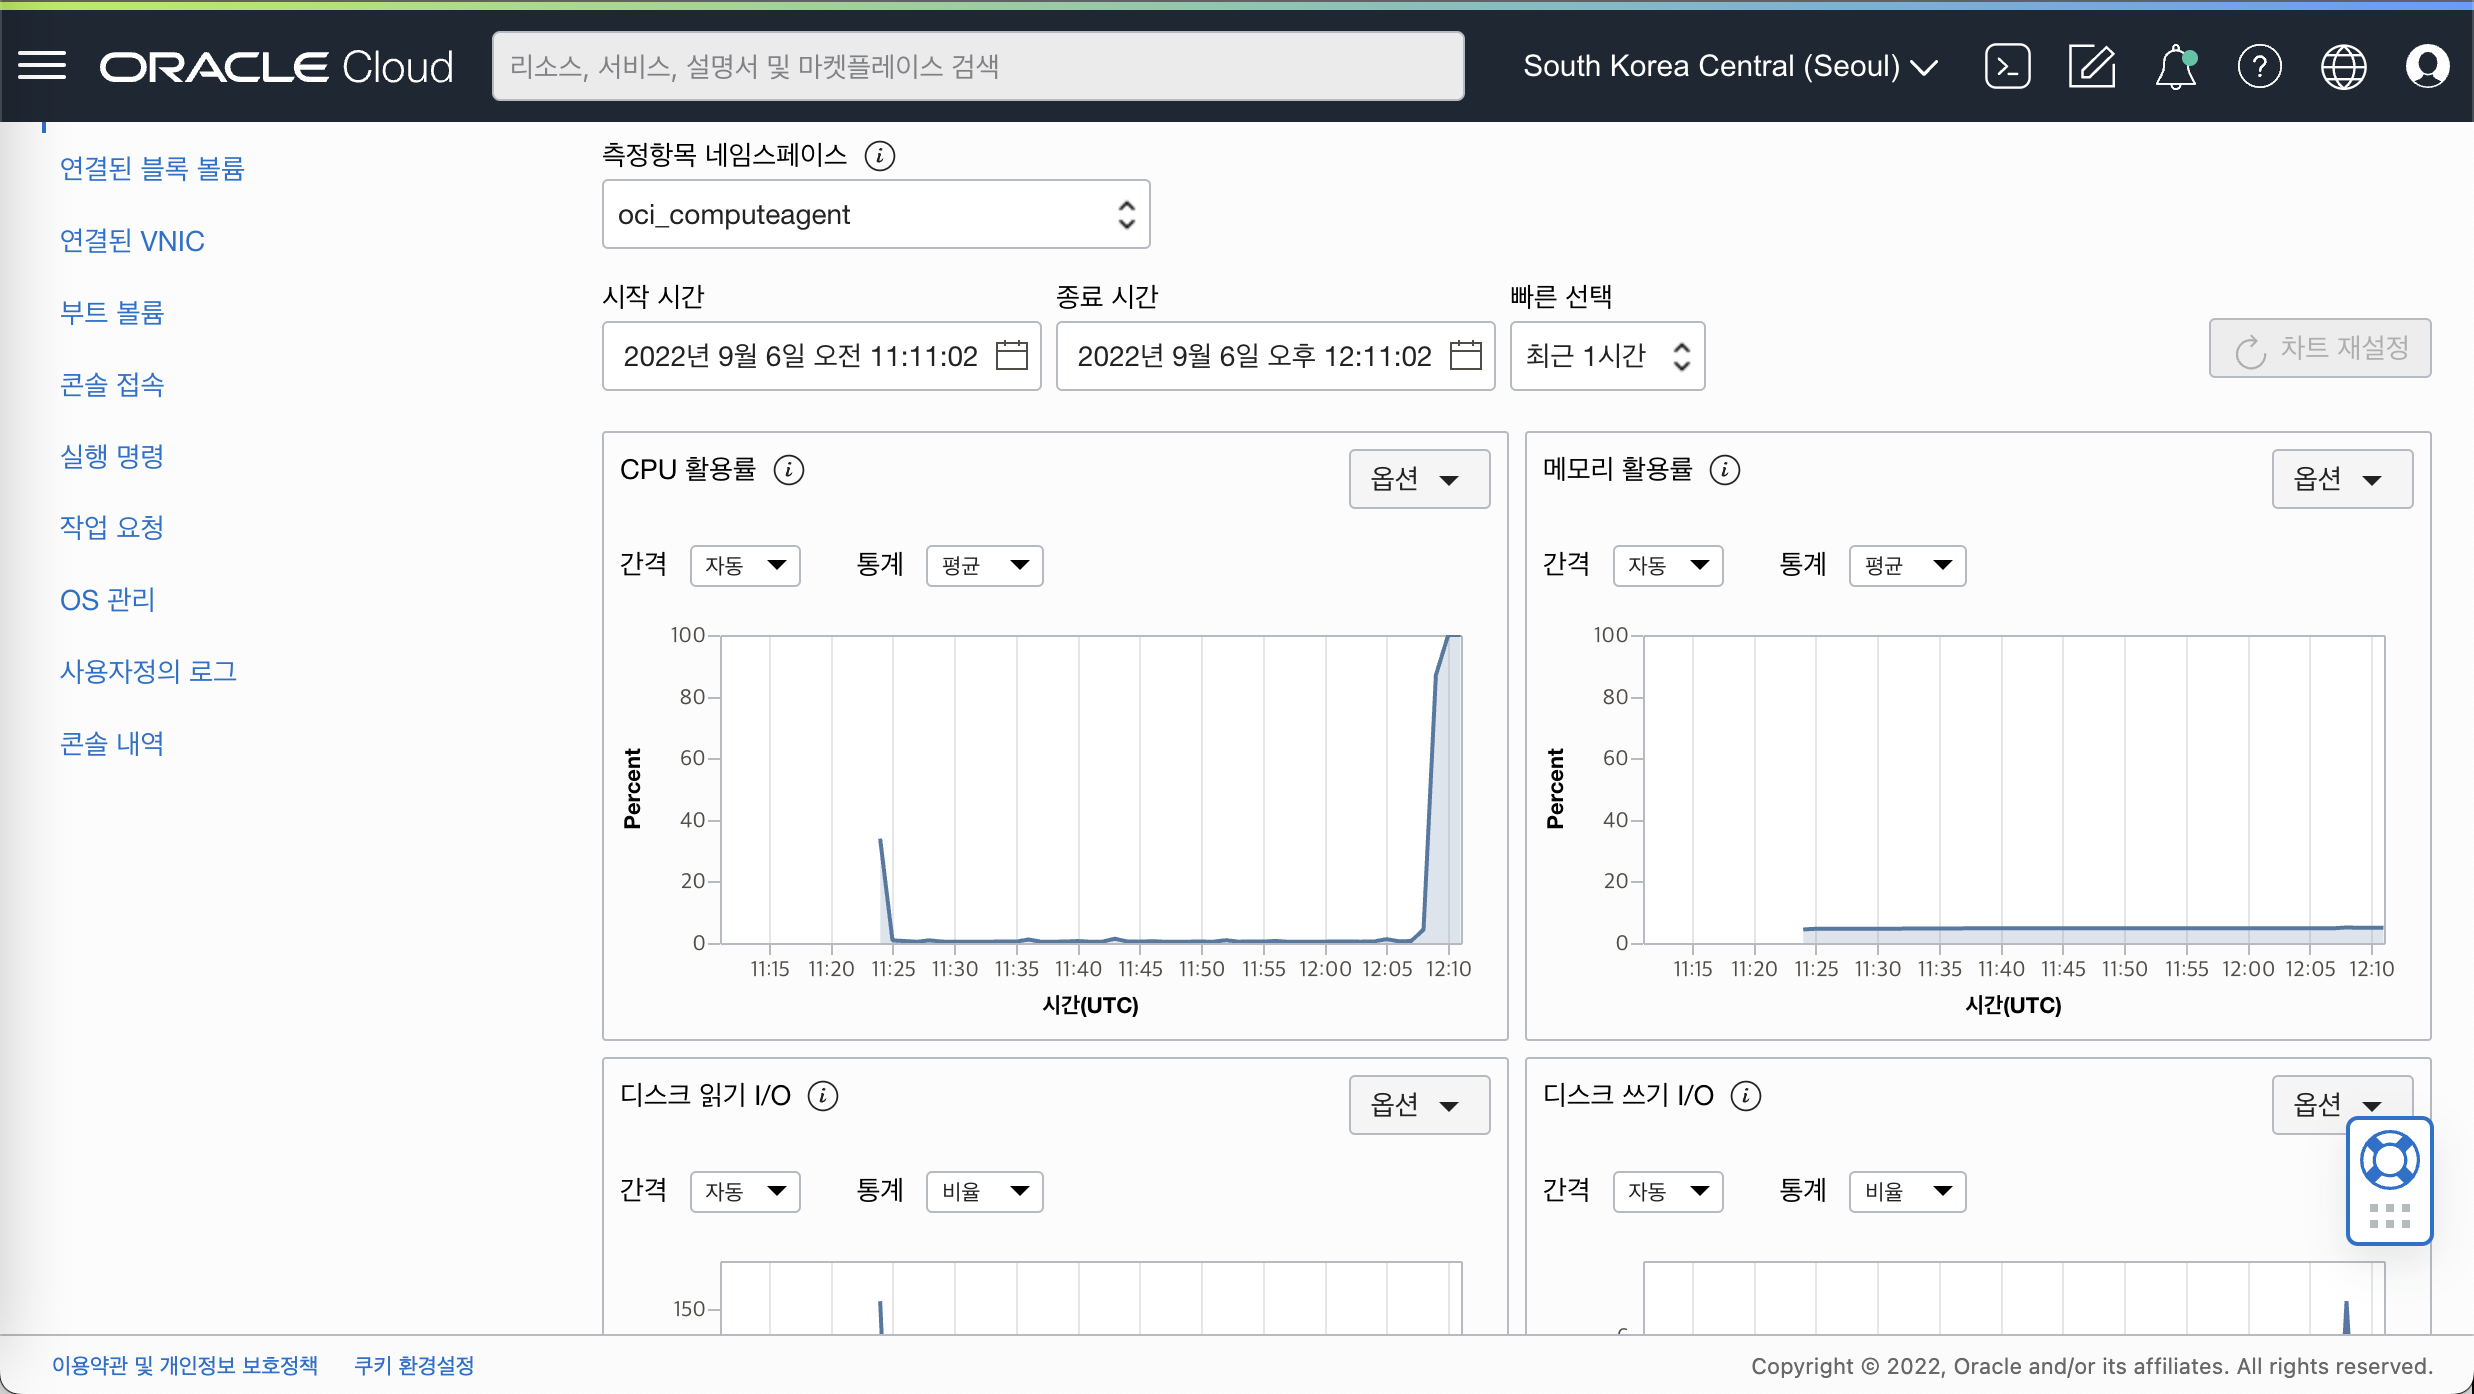 ORACLE Cloud
리소스, 서비스, 설명서 및 마켓플레이스 검색
South Korea Central (Seoul)
연결된 블록 볼륨
연결된 VNIC
부트 볼륨
콘솔 접속
실행 명령
작업 요청
OS 관리
사용자정의 로그
콘솔 내역
측정항목 네임스페이스
oci_computeagent
시작 시간
종료 시간
빠른 선택
2022년 9월 6일 오전 11:11:02
2022년 9월 6일 오후 12:11:02
최근 1시간
차트 재설정
CPU 활용률
옵션
간격 자동
통계 평균
100
80
60
40
20
0
Percent
11:15 11:20 11:25 11:30 11:35 11:40 11:45 11:50 11:55 12:00 12:05 12:10
시간(UTC)
메모리 활용률
옵션
간격 자동
통계 평균
100
80
60
40
20
0
Percent
11:15 11:20 11:25 11:30 11:35 11:40 11:45 11:50 11:55 12:00 12:05 12:10
시간(UTC)
디스크 읽기 I/O
옵션
간격 자동
통계 비율
150
디스크 쓰기 I/O
옵션
간격 자동
통계 비율
이용약관 및 개인정보 보호정책
쿠키 환경설정
Copyright © 2022, Oracle and/or its affiliates. All rights reserved.